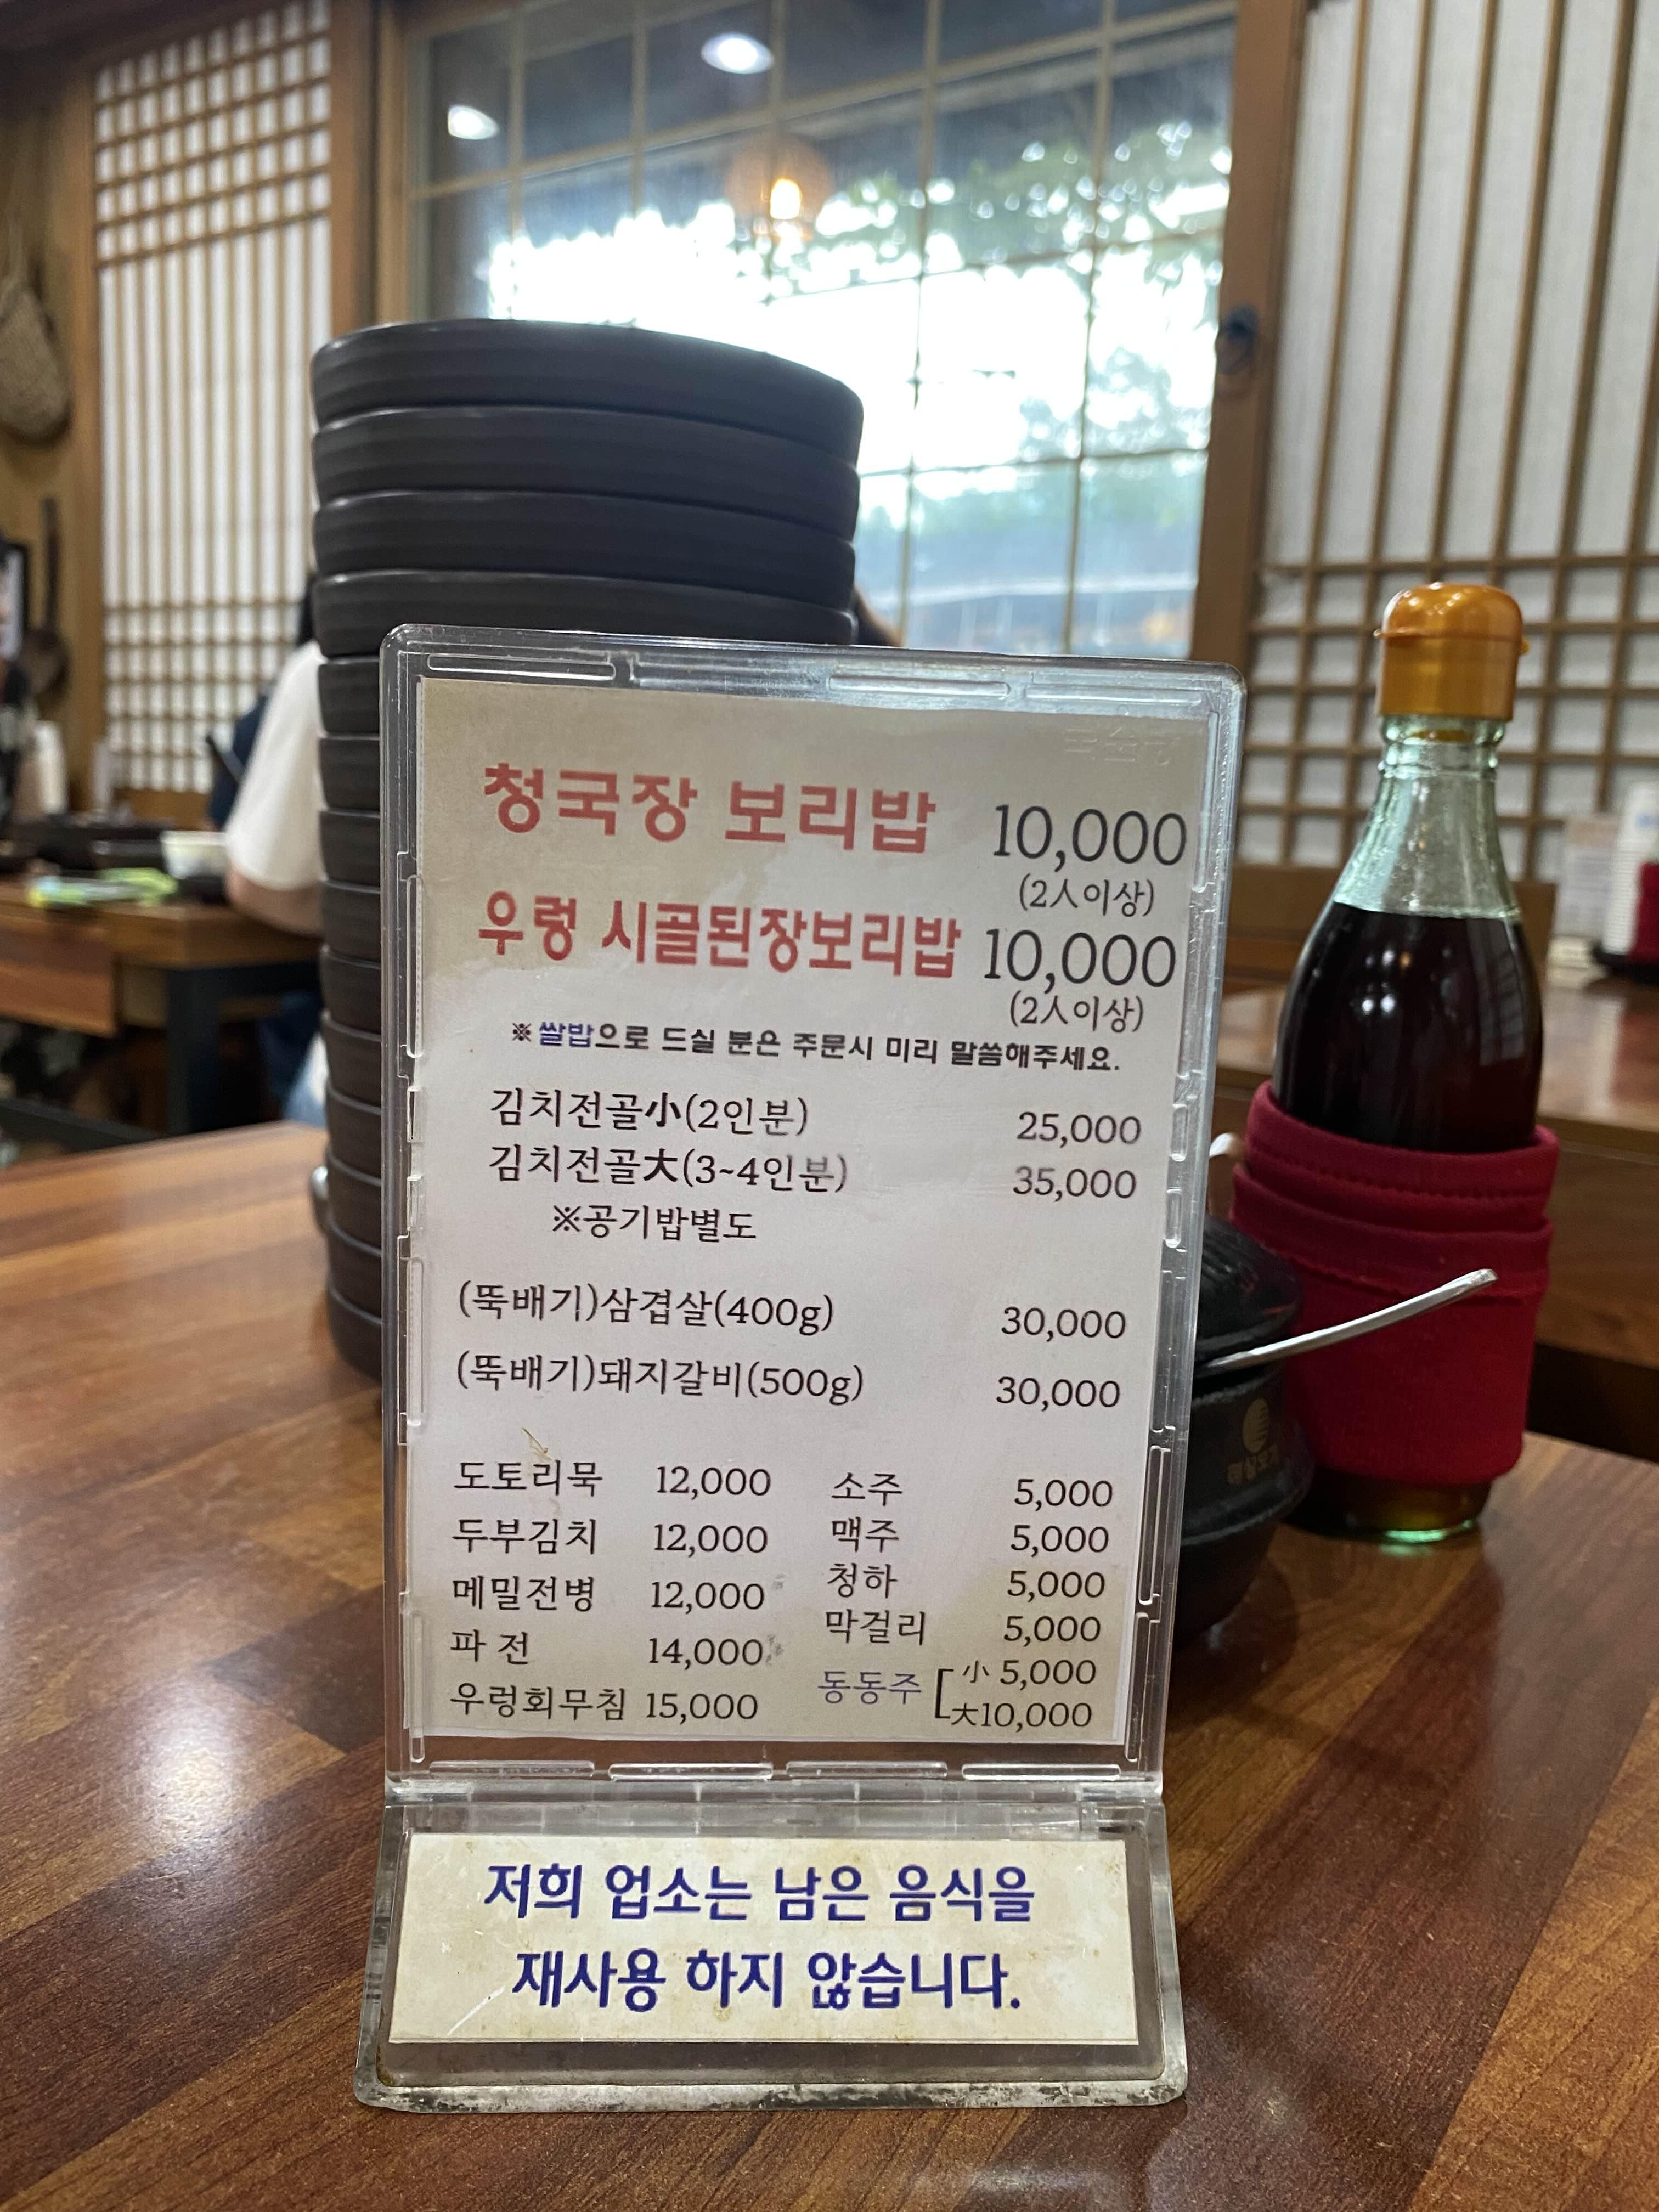 청국장 보리밥 10,000
(2人이상)
우렁 시골된장보리밥 10,000
(2人이상)
※쌀밥으로 드실 분은 주문시 미리 말씀해주세요.
김치전골小(2인분) 25,000
김치전골大(3~4인분) 35,000
※공기밥별도
(뚝배기)삼겹살(400g) 30,000
(뚝배기)돼지갈비(500g) 30,000
도토리묵 12,000
두부김치 12,000
메밀전병 12,000
파 전 14,000
우렁회무침 15,000
소주 5,000
맥주 5,000
청하 5,000
막걸리 5,000
동동주 小 5,000
大10,000
저희 업소는 남은 음식을
재사용 하지 않습니다.